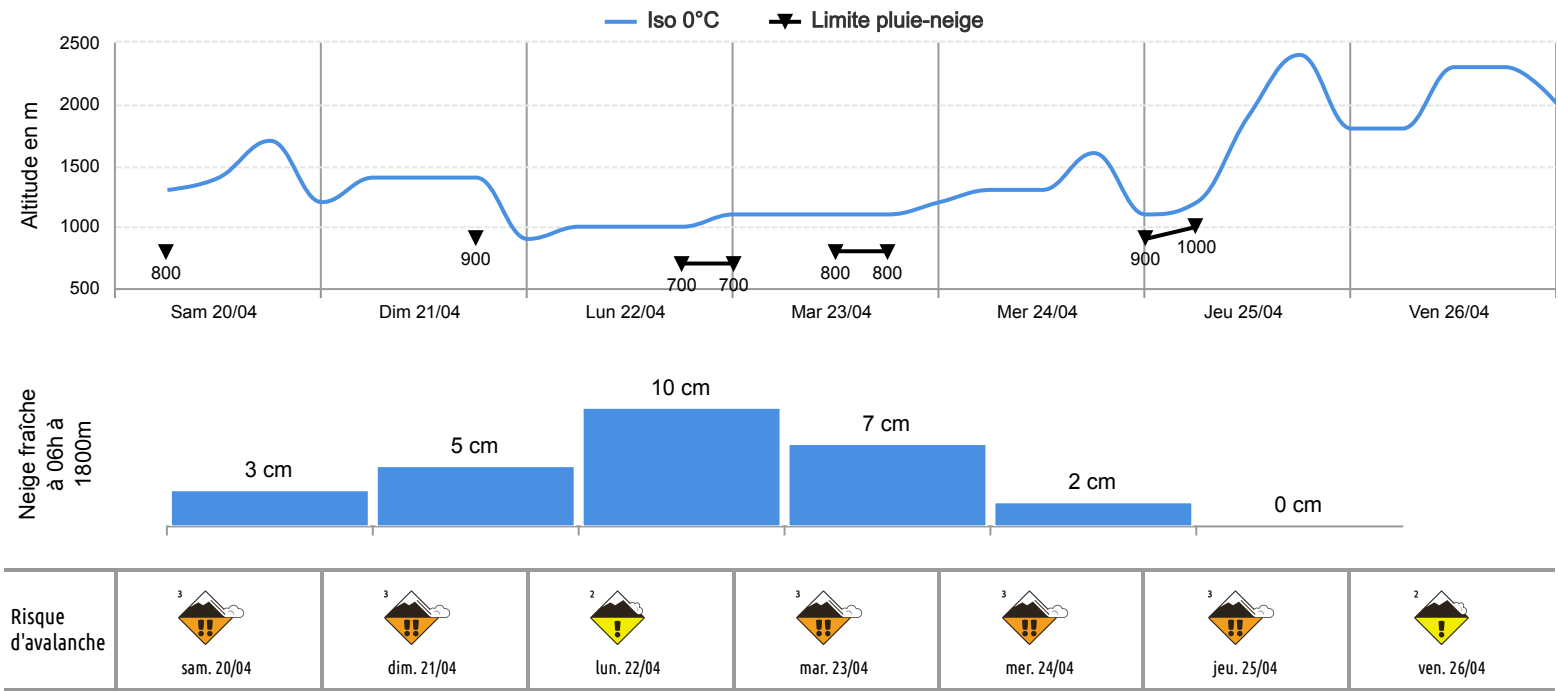 Iso 0°C Limite pluie-neige
Altitude en m
2500
2000
1500
1000
500
800
900
700 700
800 800
900
1000
Sam 20/04 Dim 21/04 Lun 22/04 Mar 23/04 Mer 24/04 Jeu 25/04 Ven 26/04
Neige fraîche
à 06h à
1800m
3 cm
5 cm
10 cm
7 cm
2 cm
0 cm
Risque
d'avalanche
3 3 2 3 3 3 2
!! !! ! !! !! !! !
sam. 20/04 dim. 21/04 lun. 22/04 mar. 23/04 mer. 24/04 jeu. 25/04 ven. 26/04